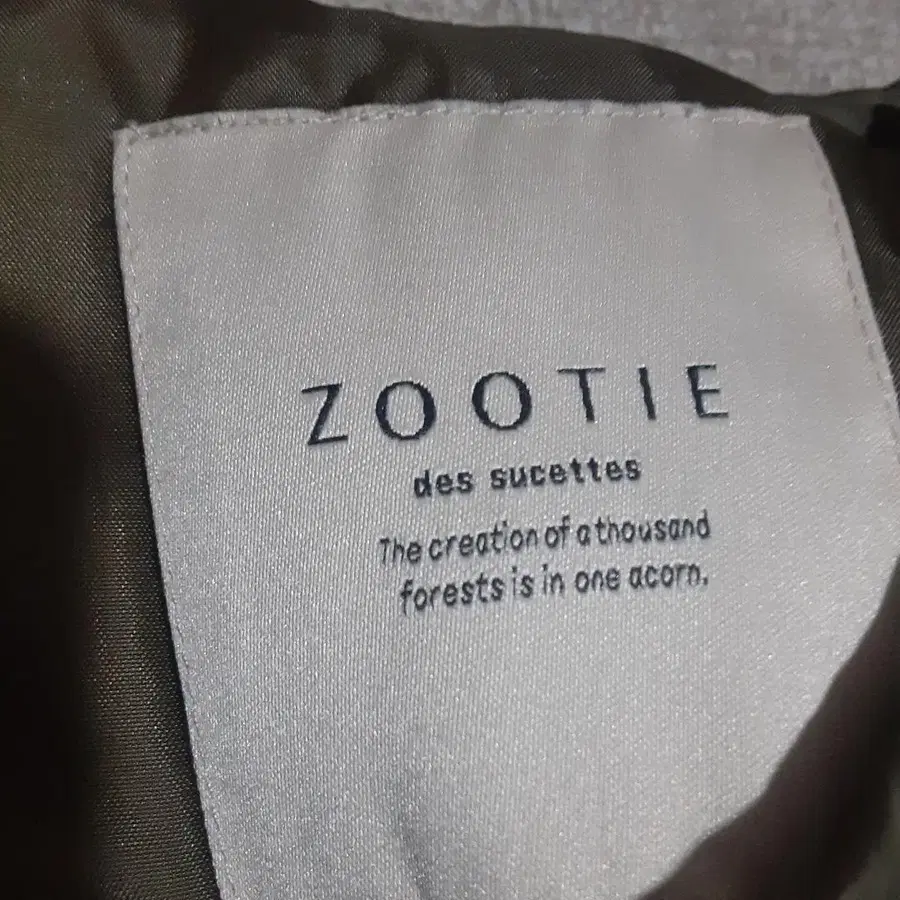 ZOOTIE
des sucettes
The creation of a thousand
forests is in one acorn.